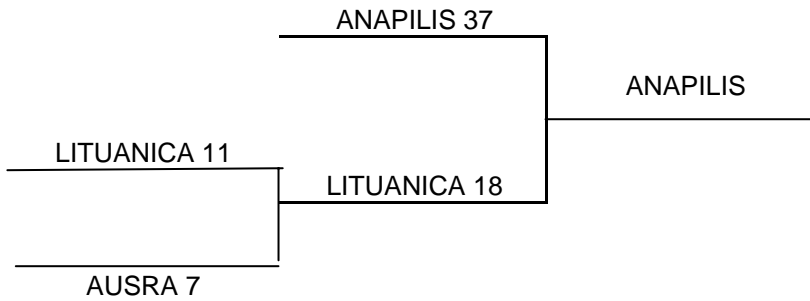 ANAPILIS 37
ANAPILIS
LITUANICA 11
LITUANICA 18
AUSRA 7